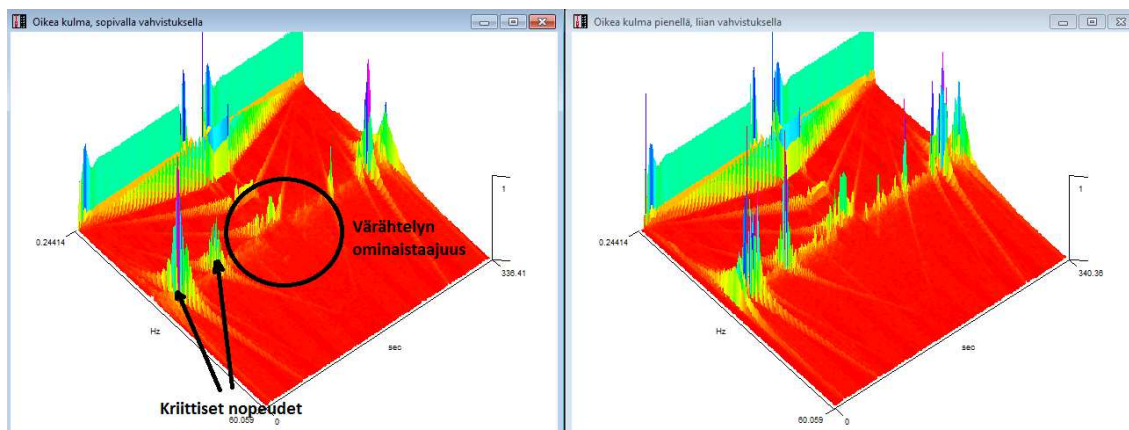 Oikea kulma, sopivalla vahvistuksella
1
0.24414
Värähtelyn
ominaistaajuus
336.41
Hz
sec
Kriittiset nopeudet
60.059
0
Oikea kulma pienellä, liian vahvistuksella
1
0.24414
340.36
Hz
sec
60.059
0